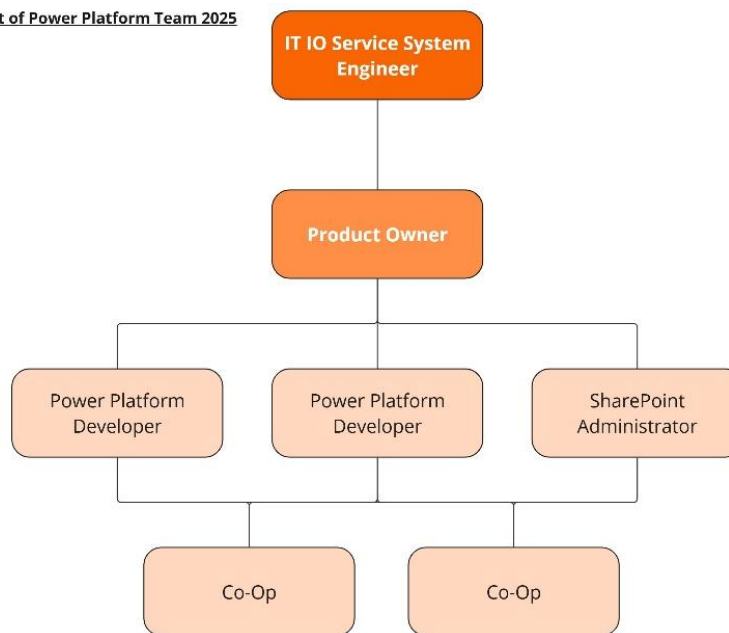 t of Power Platform Team 2025
IT IO Service System
Engineer
Product Owner
Power Platform
Developer
Power Platform
Developer
SharePoint
Administrator
Co-Op
Co-Op